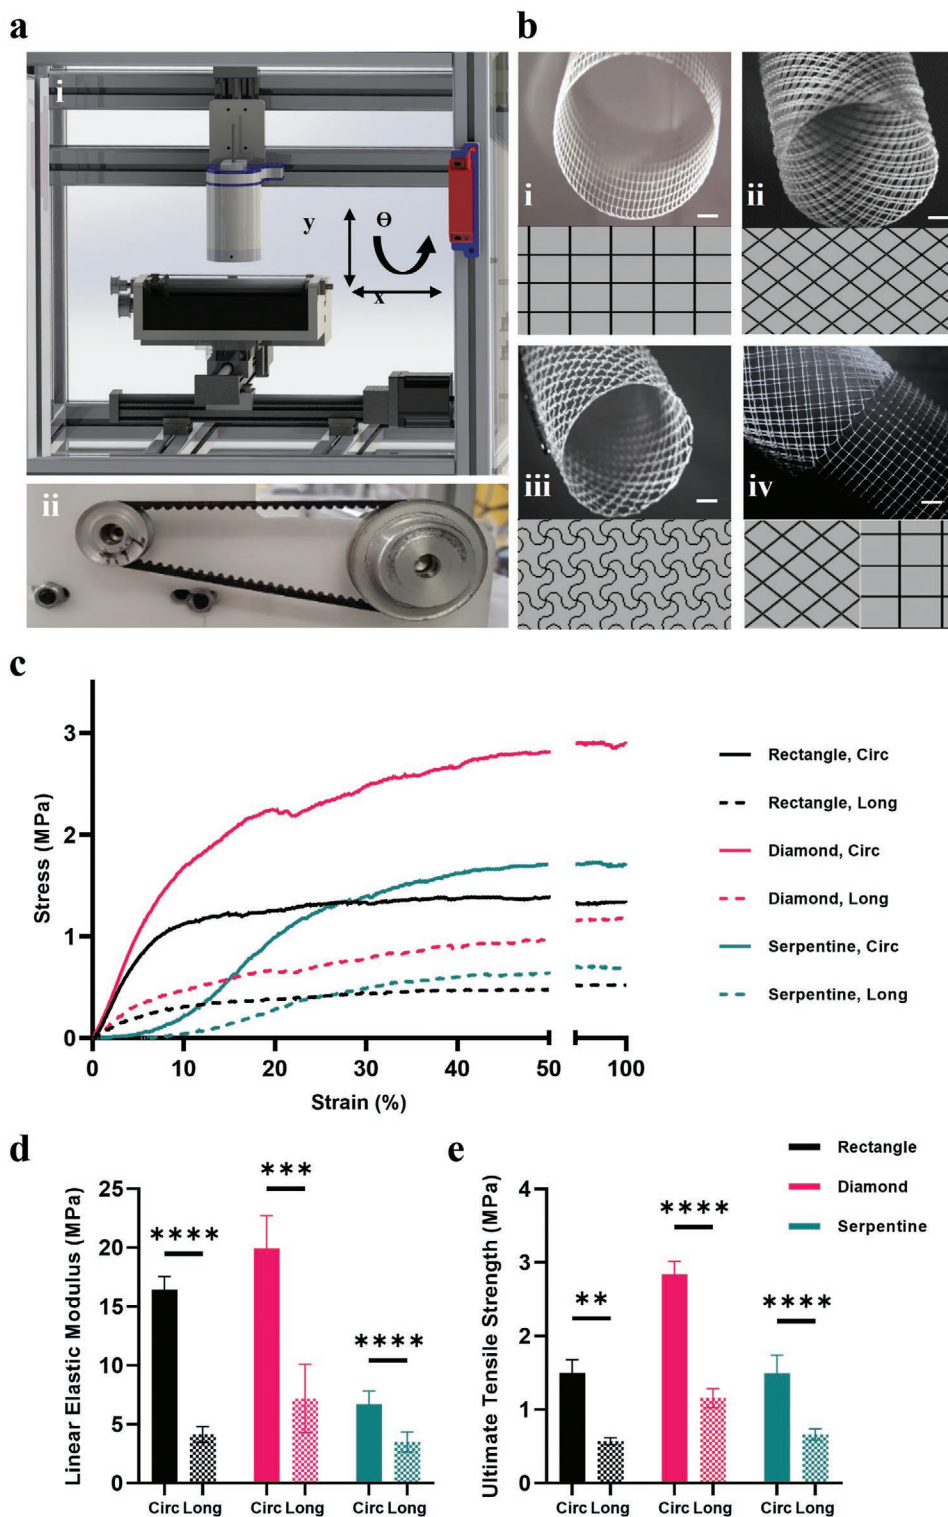 a
b
i
y
Θ
x
ii
i
ii
iii
iv
c
Stress (MPa)
3
2
1
0
0
10
20
30
40
50
100
Strain (%)
Rectangle, Circ
Rectangle, Long
Diamond, Circ
Diamond, Long
Serpentine, Circ
Serpentine, Long
d
Linear Elastic Modulus (MPa)
25
20
15
10
5
0
****
***
****
Circ Long
Circ Long
Circ Long
e
Ultimate Tensile Strength (MPa)
4
3
2
1
0
**
****
****
Circ Long
Circ Long
Circ Long
Rectangle
Diamond
Serpentine